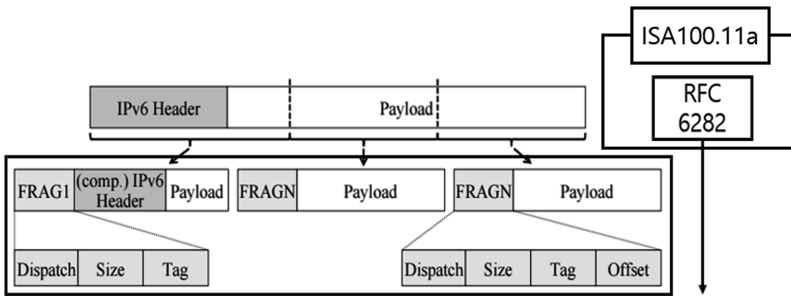 ISA100.11a
RFC
6282
IPv6 Header
Payload
FRAG1
(comp.) IPv6
Header
Payload
FRAGN
Payload
FRAGN
Payload
Dispatch
Size
Tag
Dispatch
Size
Tag
Offset